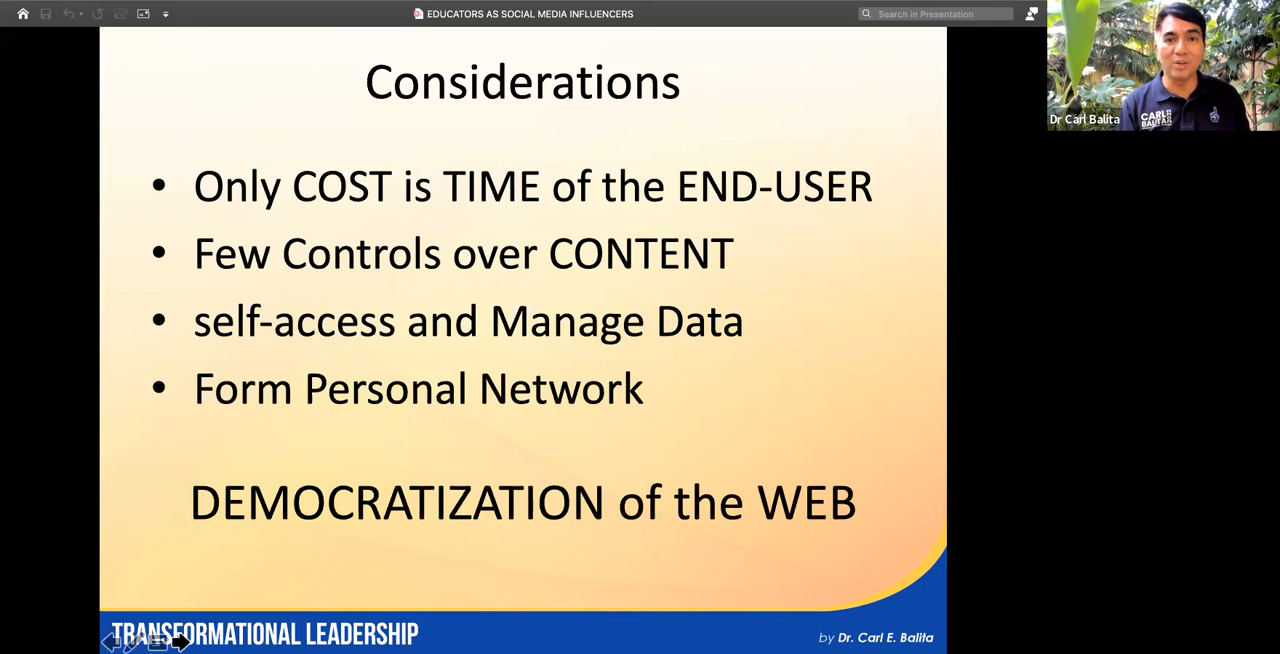 EDUCATORS AS SOCIAL MEDIA INFLUENCERS
Search in Presentation
Considerations
• Only COST is TIME of the END-USER
• Few Controls over CONTENT
• self-access and Manage Data
• Form Personal Network
DEMOCRATIZATION of the WEB
TRANSFORMATIONAL LEADERSHIP
by Dr. Carl E. Balita
Dr Carl Balita
CARL
BALITA